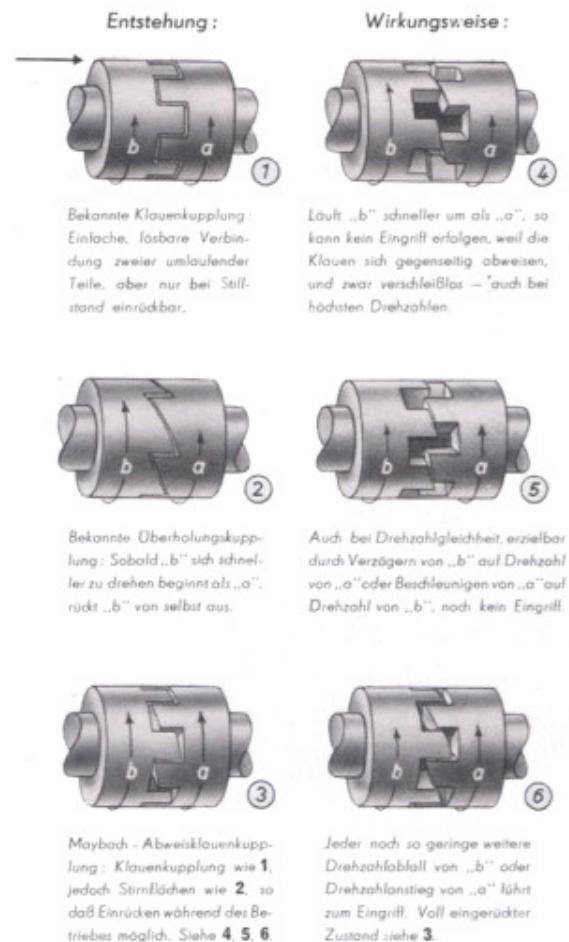 Entstehung :
b
a
1
Bekannte Klauenkupplung :
Einfache, lösbare Verbin-
dung zweier umlaufender
Teile, aber nur bei Still-
stand einrückbar.
b
a
2
Bekannte Überholungskupp-
lung : Sobald „b" sich schnel-
ler zu drehen beginnt als „a",
rückt „b" von selbst aus.
b
a
3
Maybach - Abweisklauenkupp-
lung : Klauenkupplung wie 1,
jedoch Stirnflächen wie 2, so
daß Einrücken während des Be-
triebes möglich. Siehe 4, 5, 6.
Wirkungsweise :
b
a
4
Läuft „b" schneller um als „a", so
kann kein Eingriff erfolgen, weil die
Klauen sich gegenseitig abweisen,
und zwar verschleißlos — auch bei
höchsten Drehzahlen.
b
a
5
Auch bei Drehzahlgleichheit, erzielbar
durch Verzögern von „b" auf Drehzahl
von „a" oder Beschleunigen von „a" auf
Drehzahl von „b", noch kein Eingriff.
b
a
6
Jeder noch so geringe weitere
Drehzahlabfall von „b" oder
Drehzahlanstieg von „a" führt
zum Eingriff. Voll eingerückter
Zustand siehe 3.